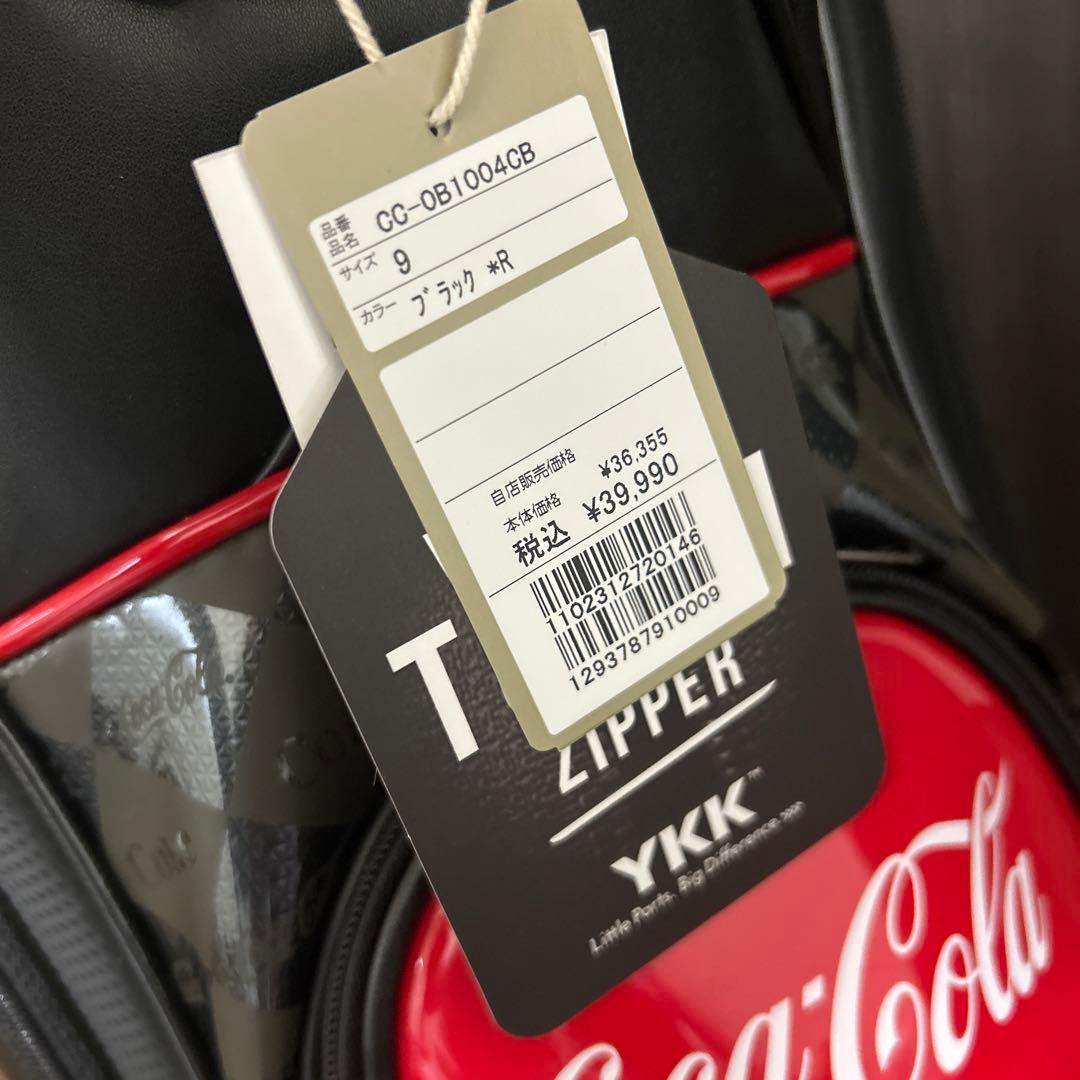 品番
品名 CC-OB1004CB
サイズ 9
カラー ブラック *R
自店販売価格
本体価格 ¥36,355
税込 ¥39,990
1102312720146
1293787910009
T
ZIPPER
YKK™
Little Parts. Big Difference.
Coca-Cola
Coca-Cola
Coke